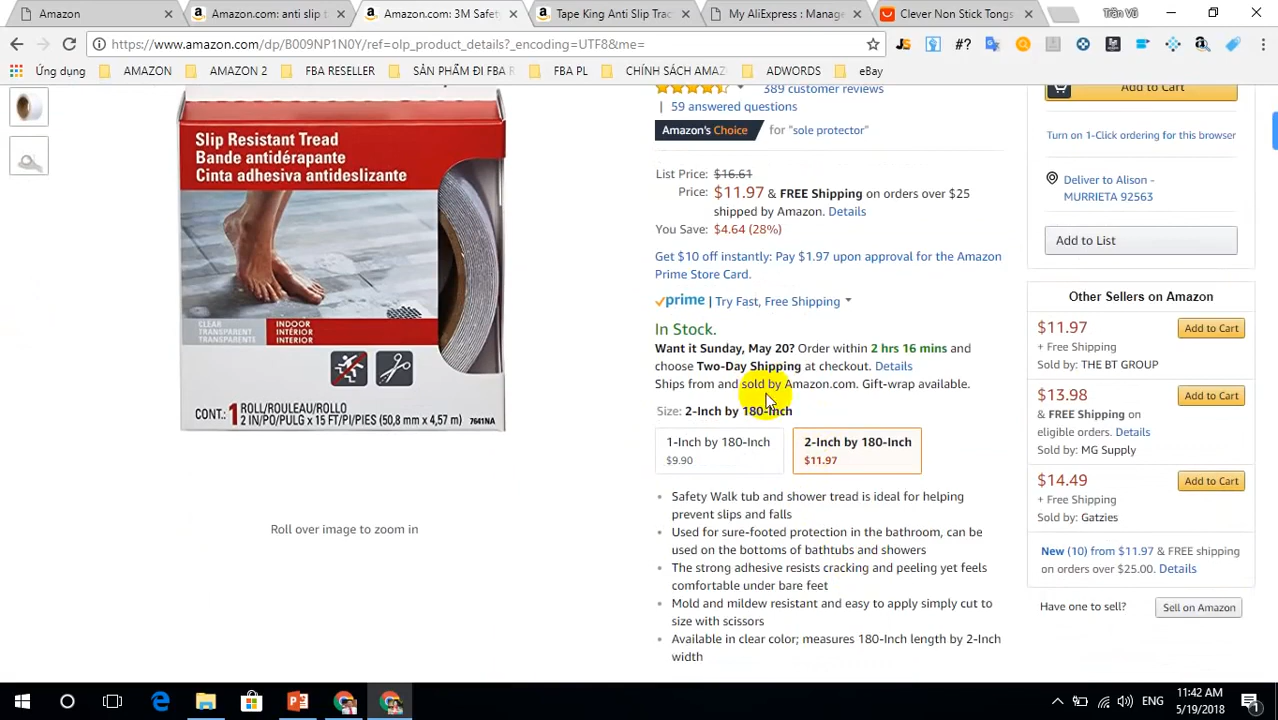 Amazon
Amazon.com: anti slip t
Amazon.com: 3M Safet
Tape King Anti Slip Trac
My AliExpress : Manage
Clever Non Stick Tongs
Trần Vũ
https://www.amazon.com/dp/B009NP1N0Y/ref=olp_product_details?_encoding=UTF8&me=
Ứng dụng
AMAZON
AMAZON 2
FBA RESELLER
SẢN PHẨM ĐI FBA R
FBA PL
CHÍNH SÁCH AMAZ
ADWORDS
eBay
389 customer reviews
| 59 answered questions
Amazon's Choice for "sole protector"
List Price: $16.61
Price: $11.97 & FREE Shipping on orders over $25
shipped by Amazon. Details
You Save: $4.64 (28%)
Get $10 off instantly: Pay $1.97 upon approval for the Amazon
Prime Store Card.
prime | Try Fast, Free Shipping
In Stock.
Want it Sunday, May 20? Order within 2 hrs 16 mins and
choose Two-Day Shipping at checkout. Details
Ships from and sold by Amazon.com. Gift-wrap available.
Size: 2-Inch by 180-Inch
1-Inch by 180-Inch
$9.90
2-Inch by 180-Inch
$11.97
Safety Walk tub and shower tread is ideal for helping
prevent slips and falls
Used for sure-footed protection in the bathroom, can be
used on the bottoms of bathtubs and showers
The strong adhesive resists cracking and peeling yet feels
comfortable under bare feet
Mold and mildew resistant and easy to apply simply cut to
size with scissors
Available in clear color; measures 180-Inch length by 2-Inch
width
Slip Resistant Tread
Bande antidérapante
Cinta adhesiva antideslizante
CLEAR
TRANSPARENT
TRANSPARENTE
INDOOR
INTÉRIEUR
INTERIOR
CONT.: 1 ROLL/ROULEAU/ROLLO
2 IN/PO/PULG x 15 FT/PI/PIES (50,8 mm x 4,57 m)
7641NA
Roll over image to zoom in
Add to Cart
Turn on 1-Click ordering for this browser
Deliver to Alison -
MURRIETA 92563
Add to List
Other Sellers on Amazon
$11.97
Add to Cart
+ Free Shipping
Sold by: THE BT GROUP
$13.98
Add to Cart
& FREE Shipping on
eligible orders. Details
Sold by: MG Supply
$14.49
Add to Cart
+ Free Shipping
Sold by: Gatzies
New (10) from $11.97 & FREE shipping
on orders over $25.00. Details
Have one to sell?
Sell on Amazon
ENG
11:42 AM
5/19/2018